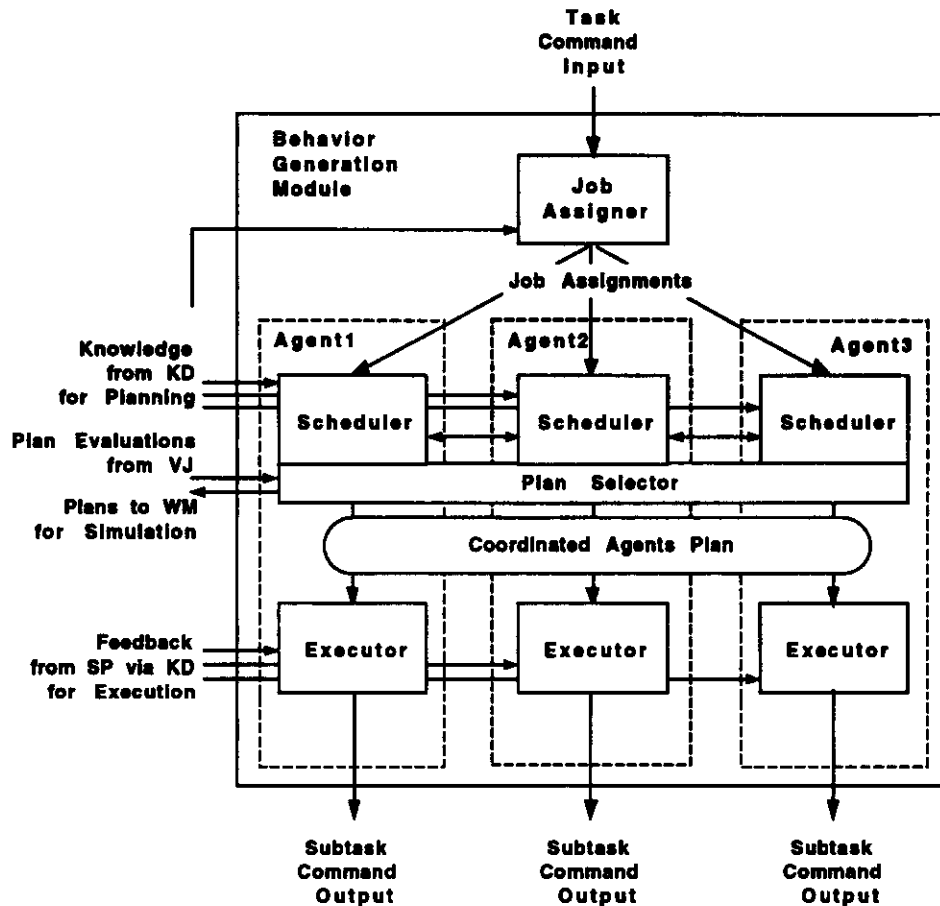 Task
Command
Input
Behavior
Generation
Module
Job
Assigner
Job Assignments
Agent1
Agent2
Agent3
Knowledge
from KD
for Planning
Scheduler
Scheduler
Scheduler
Plan Evaluations
from VJ
Plans to WM
for Simulation
Plan Selector
Coordinated Agents Plan
Feedback
from SP via KD
for Execution
Executor
Executor
Executor
Subtask
Command
Output
Subtask
Command
Output
Subtask
Command
Output